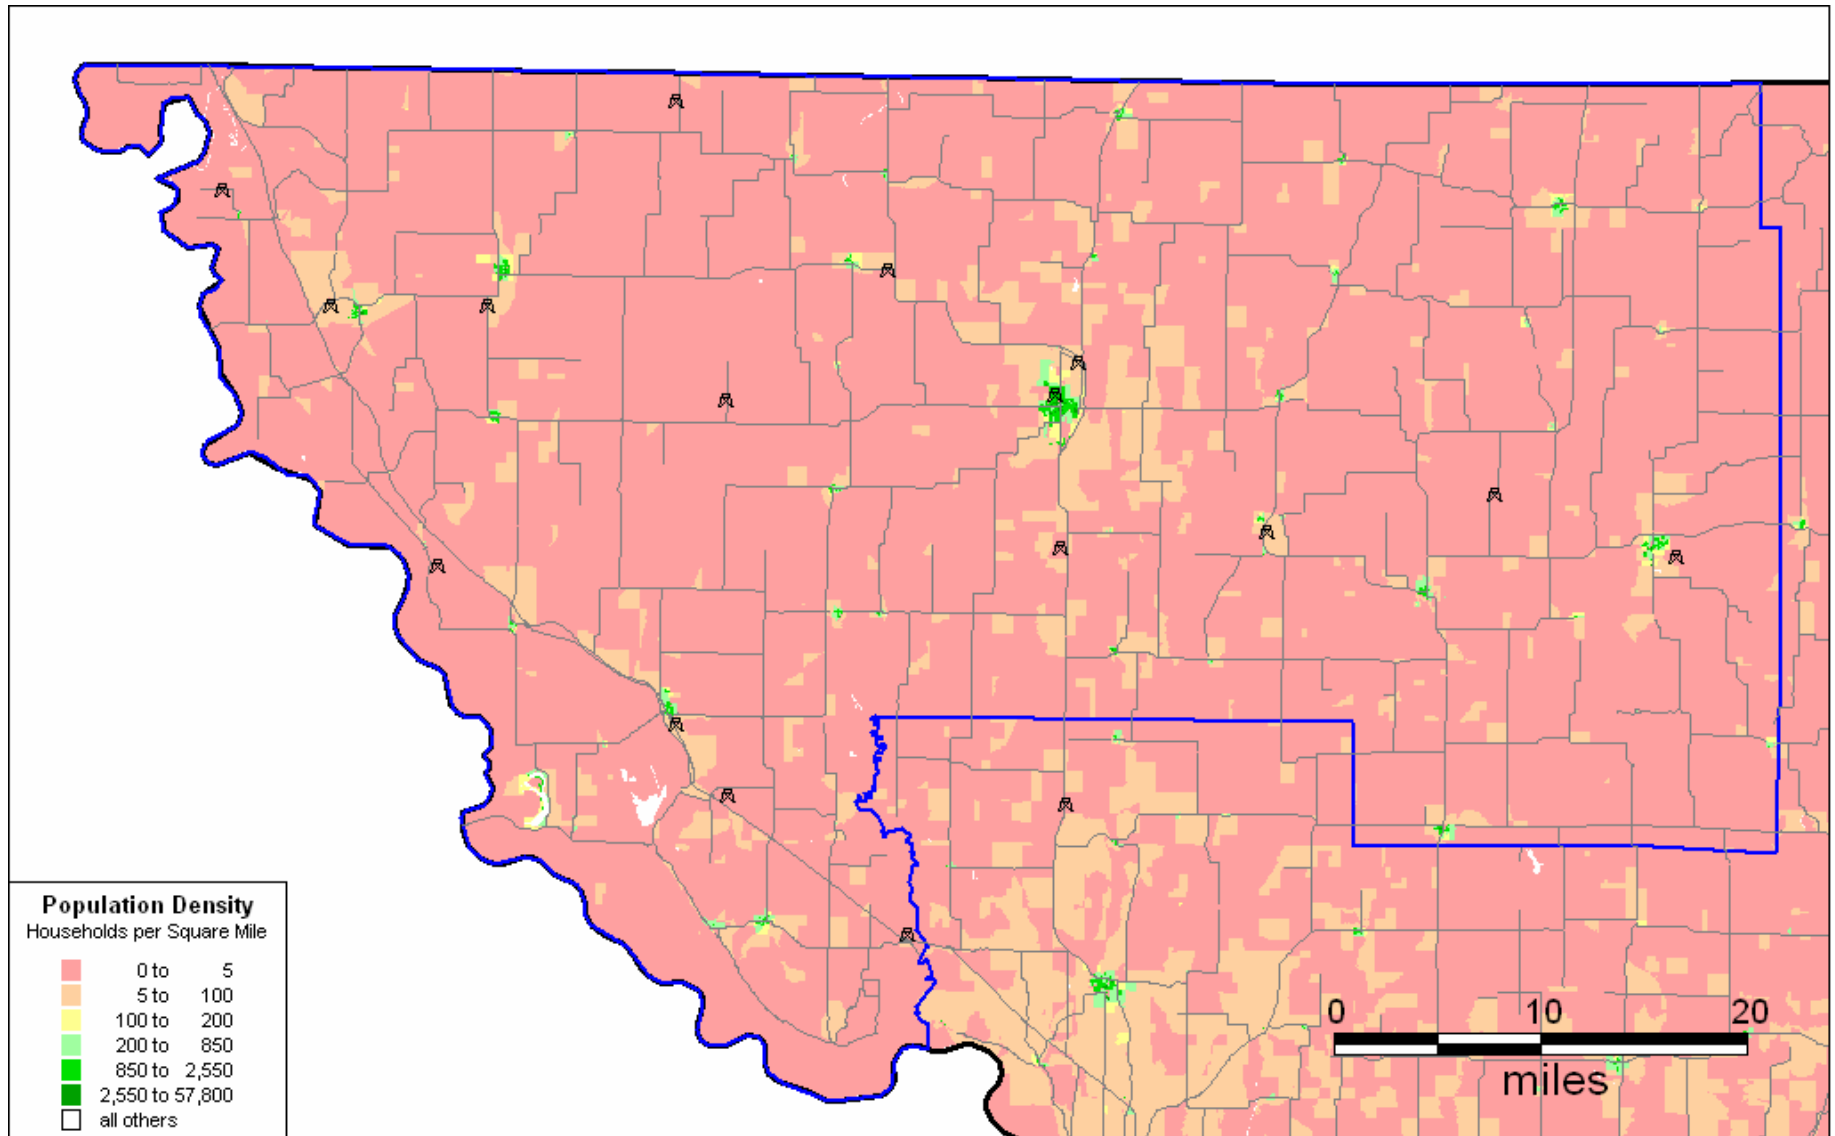 Population Density
Households per Square Mile
0 to 5
5 to 100
100 to 200
200 to 850
850 to 2,550
2,550 to 57,800
all others
0 10 20
miles